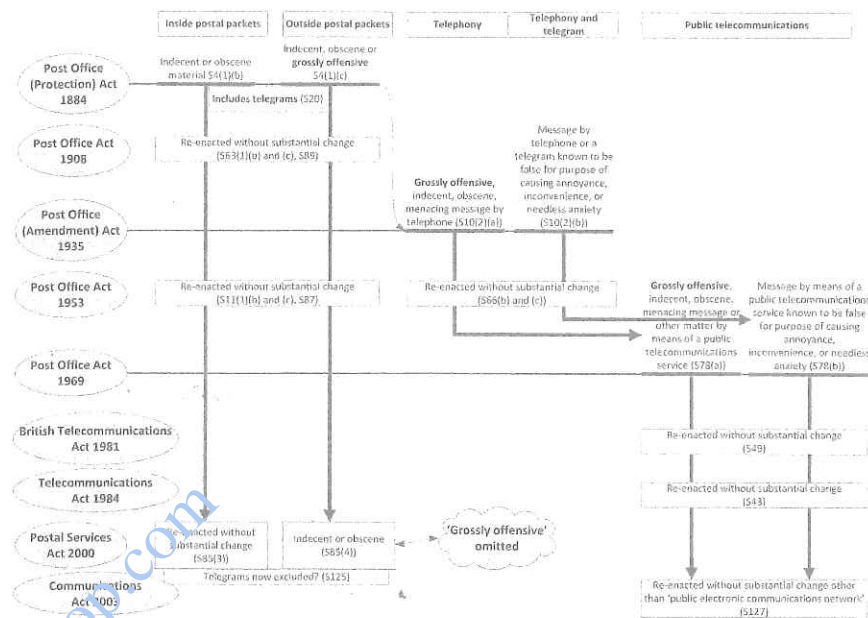 Inside postal packets
Outside postal packets
Telephony
Telephony and
telegram
Public telecommunications
Post Office
(Protection) Act
1884
Indecent or obscene
material S4(1)(b)
Indecent, obscene or
grossly offensive
S4(1)(c)
Includes telegrams (S20)
Post Office Act
1908
Re-enacted without substantial change
(S63(1)(b) and (c), S89)
Message by
telephone or a
telegram known to be
false for purpose of
causing annoyance,
inconvenience, or
needless anxiety
(S10(2)(b)
Grossly offensive,
indecent, obscene,
menacing message by
telephone (S10(2)(a))
Post Office
(Amendment) Act
1935
Post Office Act
1953
Re-enacted without substantial change
(S11(1)(b) and (c), S87)
Re-enacted without substantial change
(S66(b) and (c))
Grossly offensive,
indecent, obscene,
menacing message or
other matter by
means of a public
telecommunications
service (S78(a))
Message by means of a
public telecommunications
service known to be false
for purpose of causing
annoyance,
inconvenience, or needless
anxiety (S78(b))
Post Office Act
1969
British Telecommunications
Act 1981
Re-enacted without substantial change
(S49)
Telecommunications
Act 1984
Re-enacted without substantial change
(S43)
Postal Services
Act 2000
Re-enacted without
substantial change
(S85(3))
Indecent or obscene
(S85(4))
'Grossly offensive'
omitted
Communications
Act 2003
Telegrams now excluded? (S125)
Re-enacted without substantial change other
than 'public electronic communications network'
(S127)